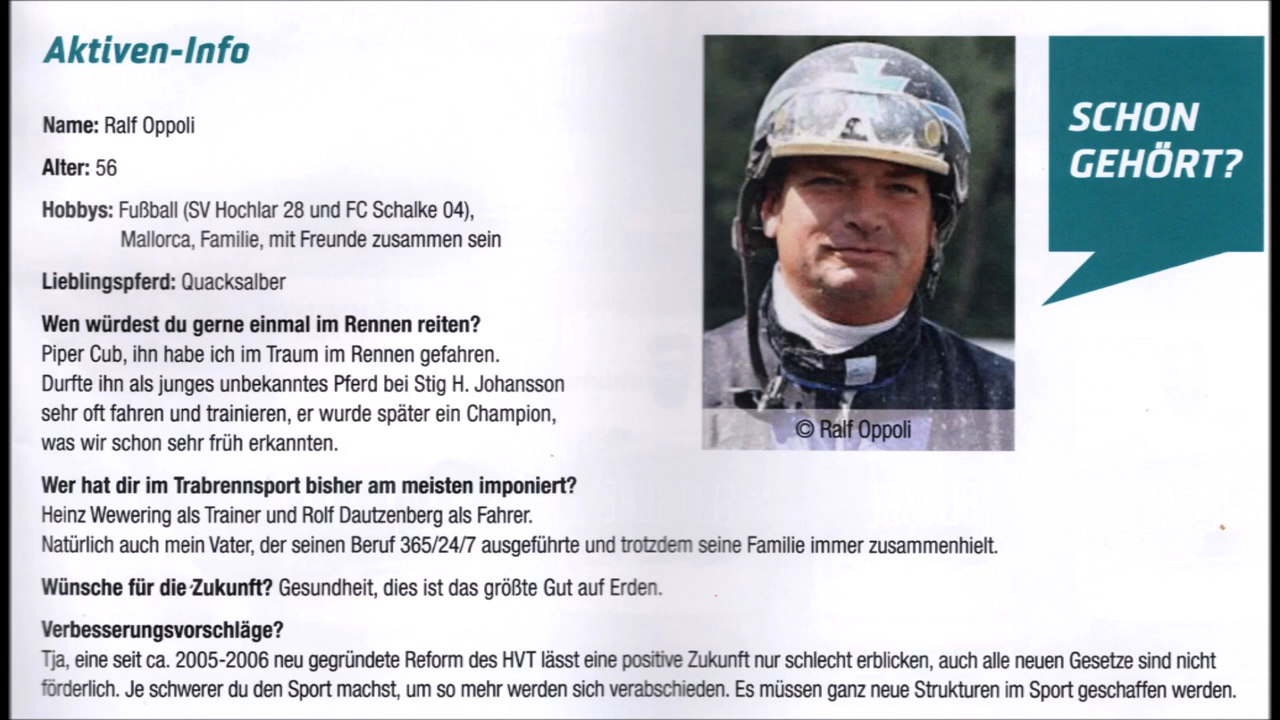 Aktiven-Info
SCHON
GEHÖRT?
Name: Ralf Oppoli
Alter: 56
Hobbys: Fußball (SV Hochlar 28 und FC Schalke 04),
Mallorca, Familie, mit Freunde zusammen sein
Lieblingspferd: Quacksalber
Wen würdest du gerne einmal im Rennen reiten?
Piper Cub, ihn habe ich im Traum im Rennen gefahren.
Durfte ihn als junges unbekanntes Pferd bei Stig H. Johansson
sehr oft fahren und trainieren, er wurde später ein Champion,
was wir schon sehr früh erkannten.
© Ralf Oppoli
Wer hat dir im Trabrennsport bisher am meisten imponiert?
Heinz Wewering als Trainer und Rolf Dautzenberg als Fahrer.
Natürlich auch mein Vater, der seinen Beruf 365/24/7 ausgeführte und trotzdem seine Familie immer zusammenhielt.
Wünsche für die Zukunft? Gesundheit, dies ist das größte Gut auf Erden.
Verbesserungsvorschläge?
Tja, eine seit ca. 2005-2006 neu gegründete Reform des HVT lässt eine positive Zukunft nur schlecht erblicken, auch alle neuen Gesetze sind nicht
förderlich. Je schwerer du den Sport machst, um so mehr werden sich verabschieden. Es müssen ganz neue Strukturen im Sport geschaffen werden.